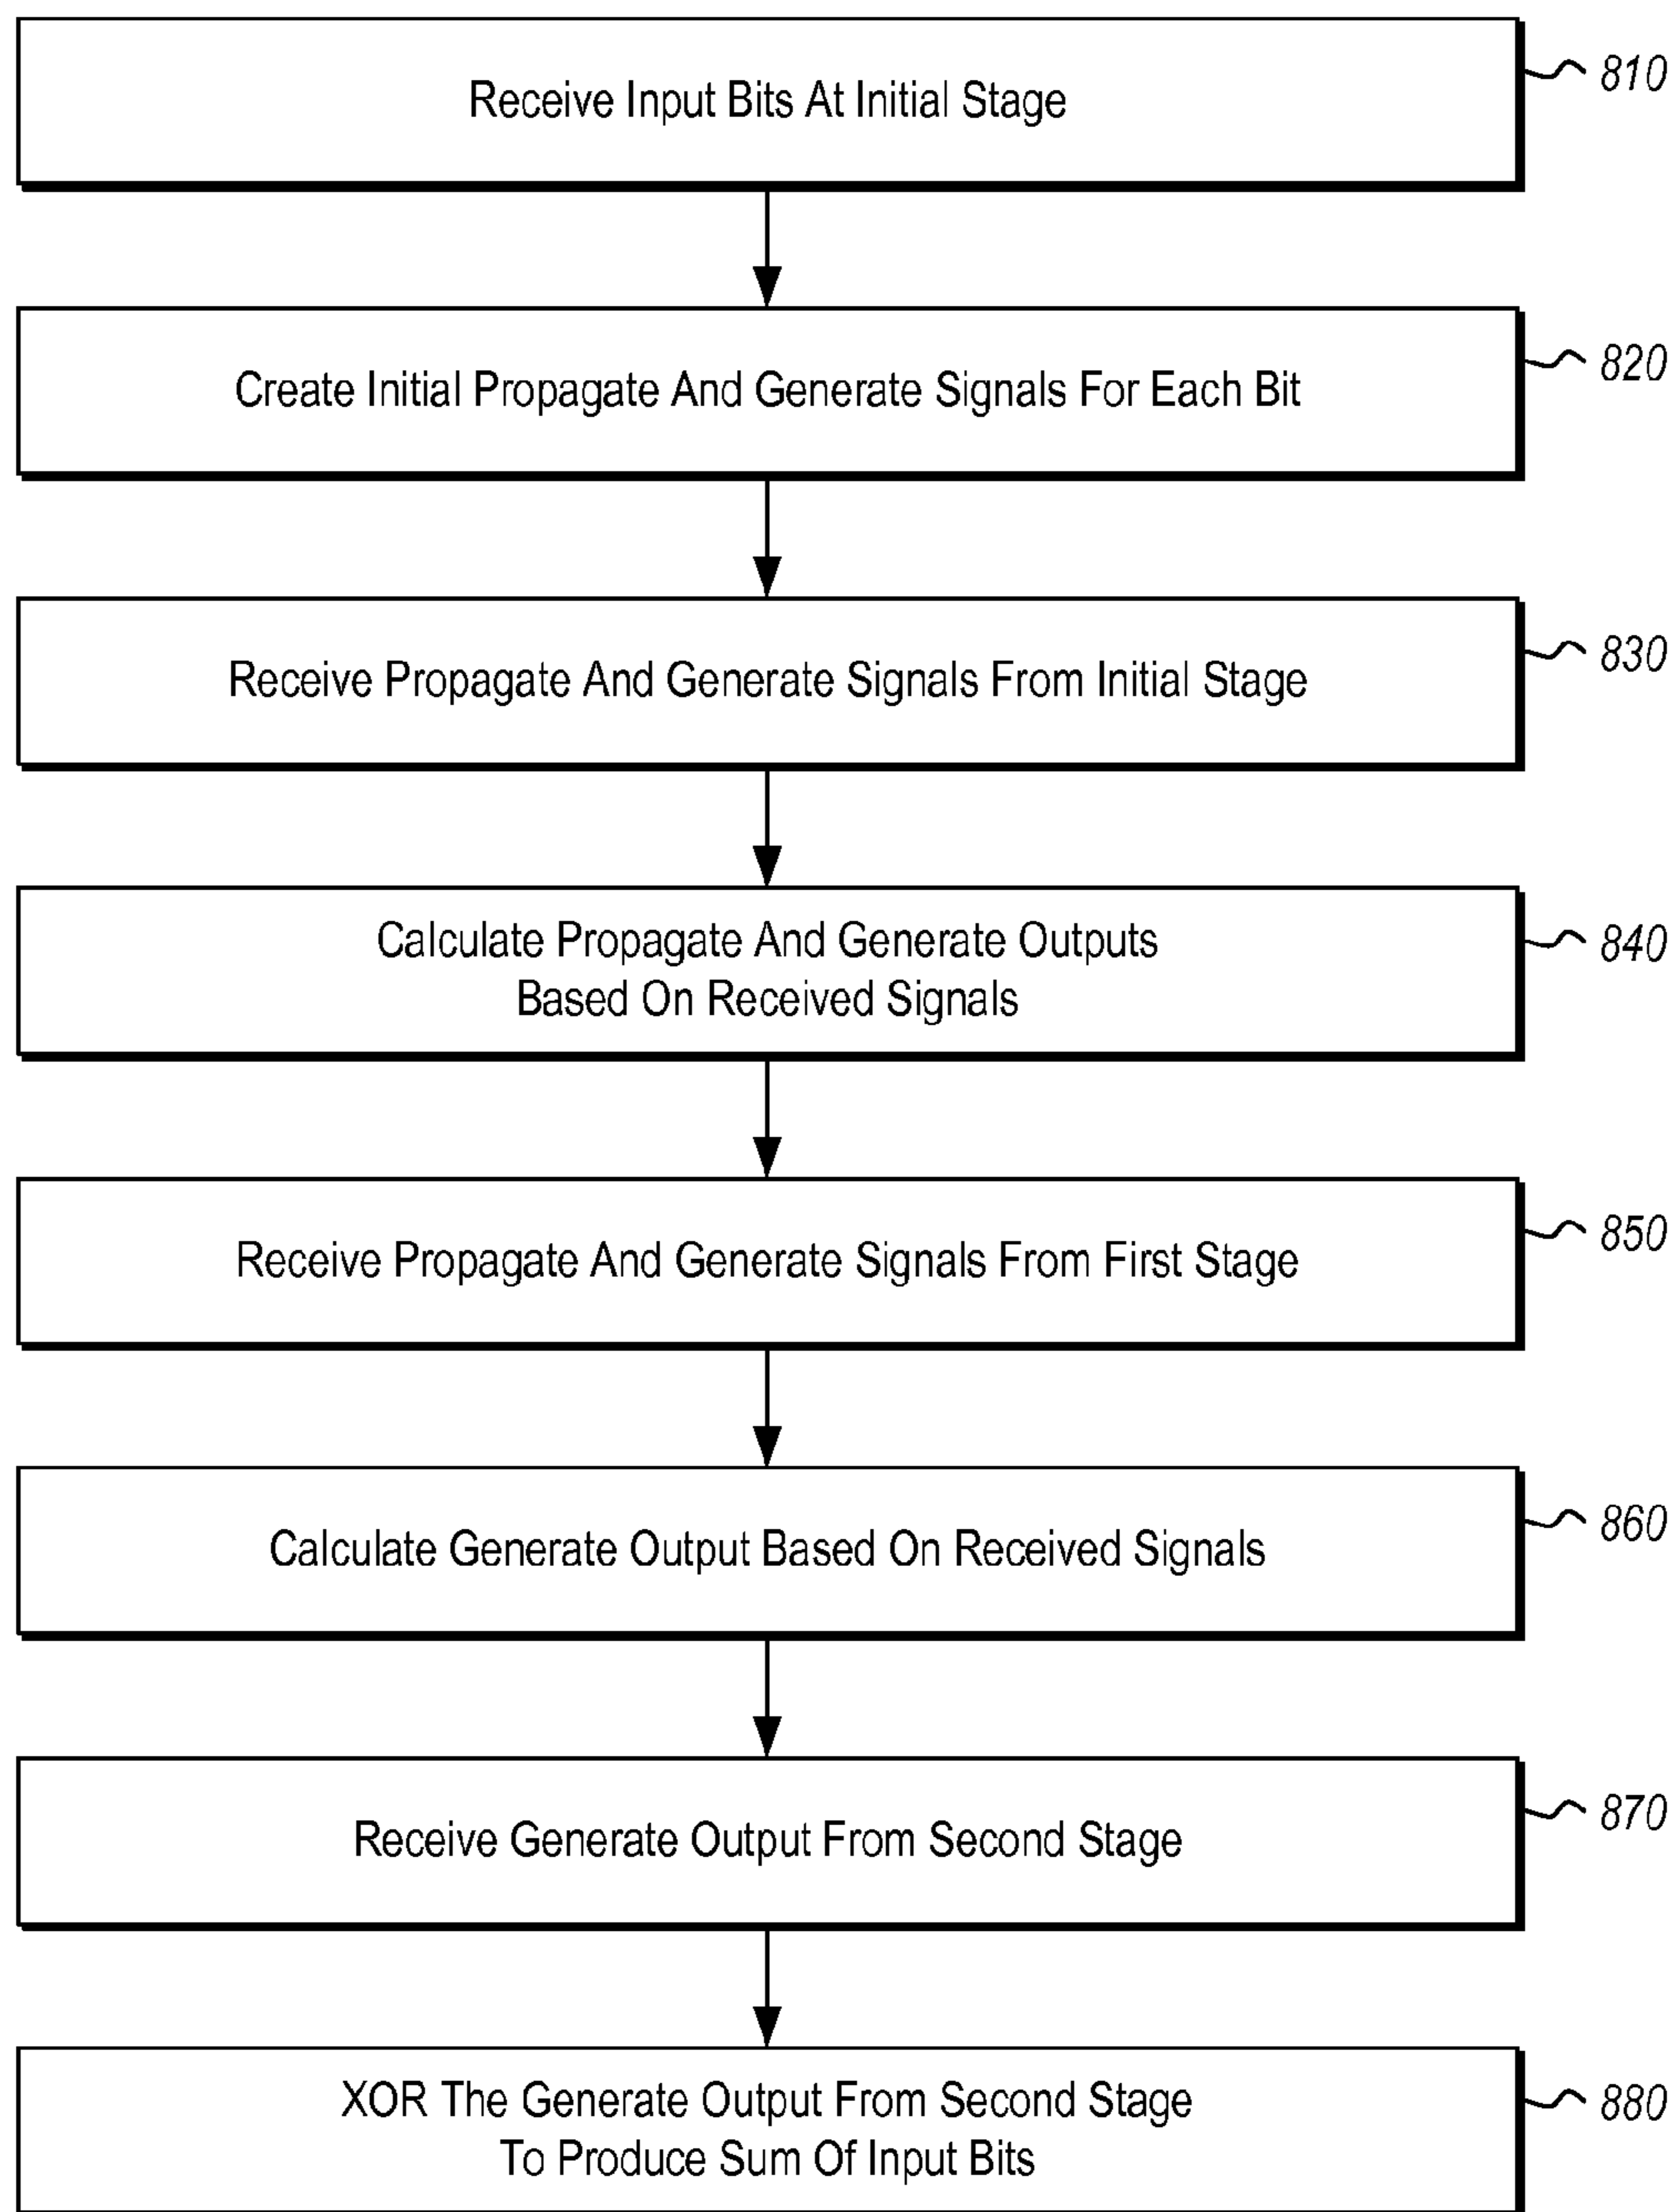 Receive Input Bits At Initial Stage
810
Create Initial Propagate And Generate Signals For Each Bit
820
Receive Propagate And Generate Signals From Initial Stage
830
Calculate Propagate And Generate Outputs
Based On Received Signals
840
Receive Propagate And Generate Signals From First Stage
850
Calculate Generate Output Based On Received Signals
860
Receive Generate Output From Second Stage
870
XOR The Generate Output From Second Stage
To Produce Sum Of Input Bits
880